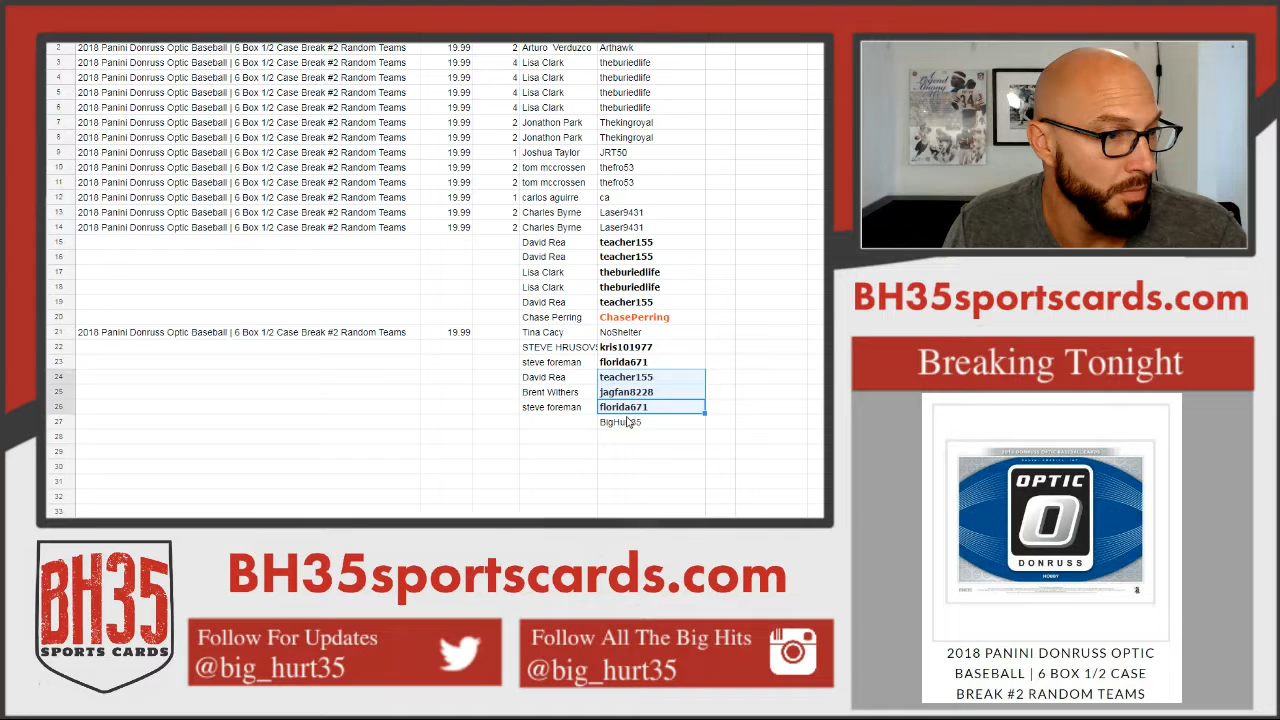 2 2018 Panini Donruss Optic Baseball | 6 Box 1/2 Case Break #2 Random Teams 19.99 2 Arturo Verduzco Arthawk
3 2018 Panini Donruss Optic Baseball | 6 Box 1/2 Case Break #2 Random Teams 19.99 4 Lisa Clark theburiedlife
4 2018 Panini Donruss Optic Baseball | 6 Box 1/2 Case Break #2 Random Teams 19.99 4 Lisa Clark theburiedlife
5 2018 Panini Donruss Optic Baseball | 6 Box 1/2 Case Break #2 Random Teams 19.99 4 Lisa Clark theburiedlife
6 2018 Panini Donruss Optic Baseball | 6 Box 1/2 Case Break #2 Random Teams 19.99 4 Lisa Clark theburiedlife
7 2018 Panini Donruss Optic Baseball | 6 Box 1/2 Case Break #2 Random Teams 19.99 2 Jonathon Park Thekingroyal
8 2018 Panini Donruss Optic Baseball | 6 Box 1/2 Case Break #2 Random Teams 19.99 2 Jonathon Park Thekingroyal
9 2018 Panini Donruss Optic Baseball | 6 Box 1/2 Case Break #2 Random Teams 19.99 1 Joshua Taylor JRT50
10 2018 Panini Donruss Optic Baseball | 6 Box 1/2 Case Break #2 Random Teams 19.99 2 tom mccrossen thefro53
11 2018 Panini Donruss Optic Baseball | 6 Box 1/2 Case Break #2 Random Teams 19.99 2 tom mccrossen thefro53
12 2018 Panini Donruss Optic Baseball | 6 Box 1/2 Case Break #2 Random Teams 19.99 1 carlos aguirre ca
13 2018 Panini Donruss Optic Baseball | 6 Box 1/2 Case Break #2 Random Teams 19.99 2 Charles Byrne Laser9431
14 2018 Panini Donruss Optic Baseball | 6 Box 1/2 Case Break #2 Random Teams 19.99 2 Charles Byrne Laser9431
15 David Rea teacher155
16 David Rea teacher155
17 Lisa Clark theburiedlife
18 Lisa Clark theburiedlife
19 David Rea teacher155
20 Chase Perring ChasePerring
21 2018 Panini Donruss Optic Baseball | 6 Box 1/2 Case Break #2 Random Teams 19.99 Tina Cacy NoShelter
22 STEVE HRUSOVS kris101977
23 steve foreman florida671
24 David Rea teacher155
25 Brent Withers jagfan8228
26 steve foreman florida671
27
28
29
30
31
32
33
BH35sportscards.com
Breaking Tonight
OPTIC
DONRUSS
HOBBY
2018 PANINI DONRUSS OPTIC
BASEBALL | 6 BOX 1/2 CASE
BREAK #2 RANDOM TEAMS
BH35
SPORTS CARDS
BH35sportscards.com
Follow For Updates
@big_hurt35
Follow All The Big Hits
@big_hurt35